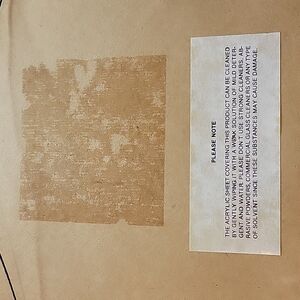 PLEASE NOTE
THE ACRYLIC SHEET COVERING THIS PRODUCT CAN BE CLEANED
BY GENTLY WIPING IT WITH A WEAK SOLUTION OF MILD DETER-
GENT AND WATER. PLEASE DON'T USE STRONG CLEANERS, AB-
RASIVE POWDERS, COMMERCIAL GLASS CLEANERS OR ANY TYPE
OF SOLVENT SINCE THESE SUBSTANCES MAY CAUSE DAMAGE.